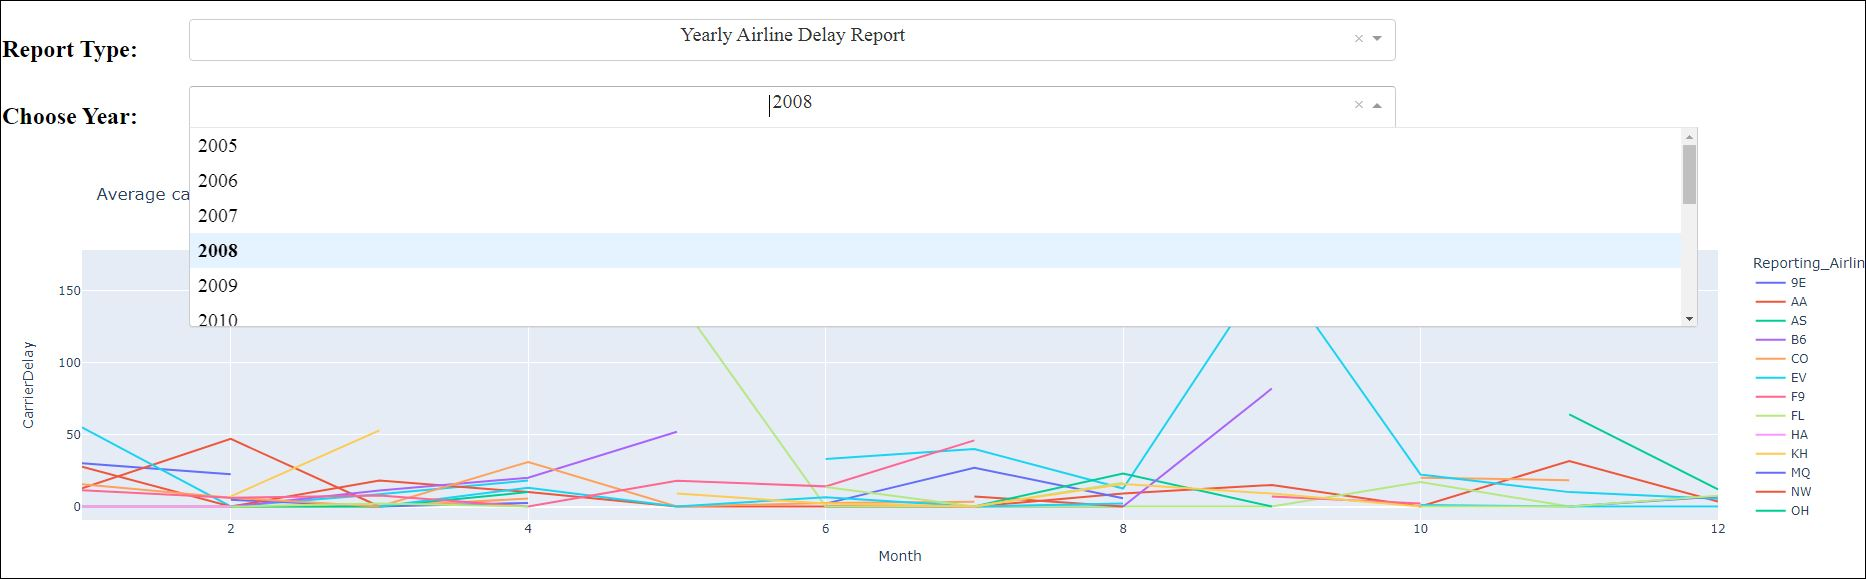 Yearly Airline Delay Report
Report Type:
2008
Choose Year:
2005
2006
2007
2008
2009
2010
Average ca
Reporting_Airlin
150
100
50
0
CarrierDelay
2 4 6 8 10 12
Month
9E
AA
AS
B6
CO
EV
F9
FL
HA
KH
MQ
NW
OH